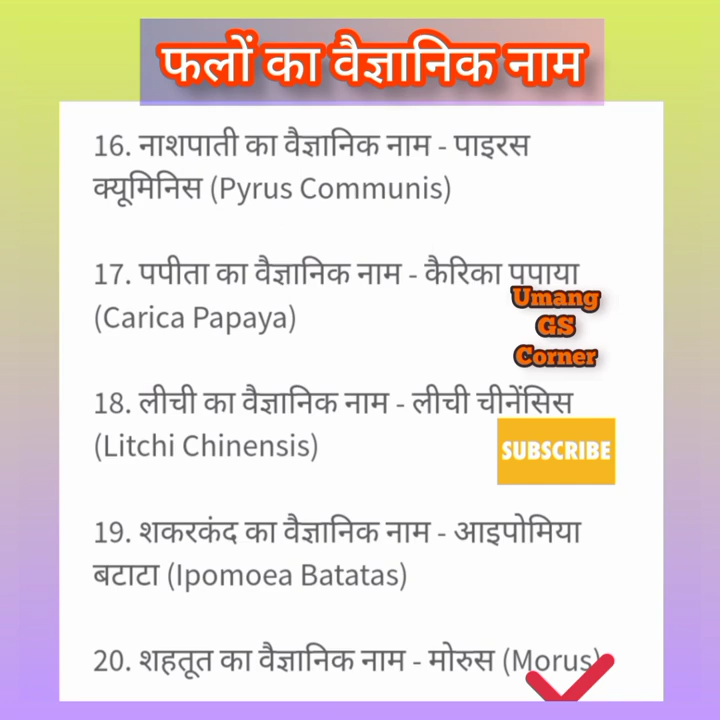 फलों का वैज्ञानिक नाम
16. नाशपाती का वैज्ञानिक नाम - पाइरस
क्यूमिनिस (Pyrus Communis)
17. पपीता का वैज्ञानिक नाम - कैरिका पपाया
(Carica Papaya)
Umang
GS
Corner
18. लीची का वैज्ञानिक नाम - लीची चीनेंसिस
(Litchi Chinensis)
SUBSCRIBE
19. शकरकंद का वैज्ञानिक नाम - आइपोमिया
बटाटा (Ipomoea Batatas)
20. शहतूत का वैज्ञानिक नाम - मोरुस (Morus)